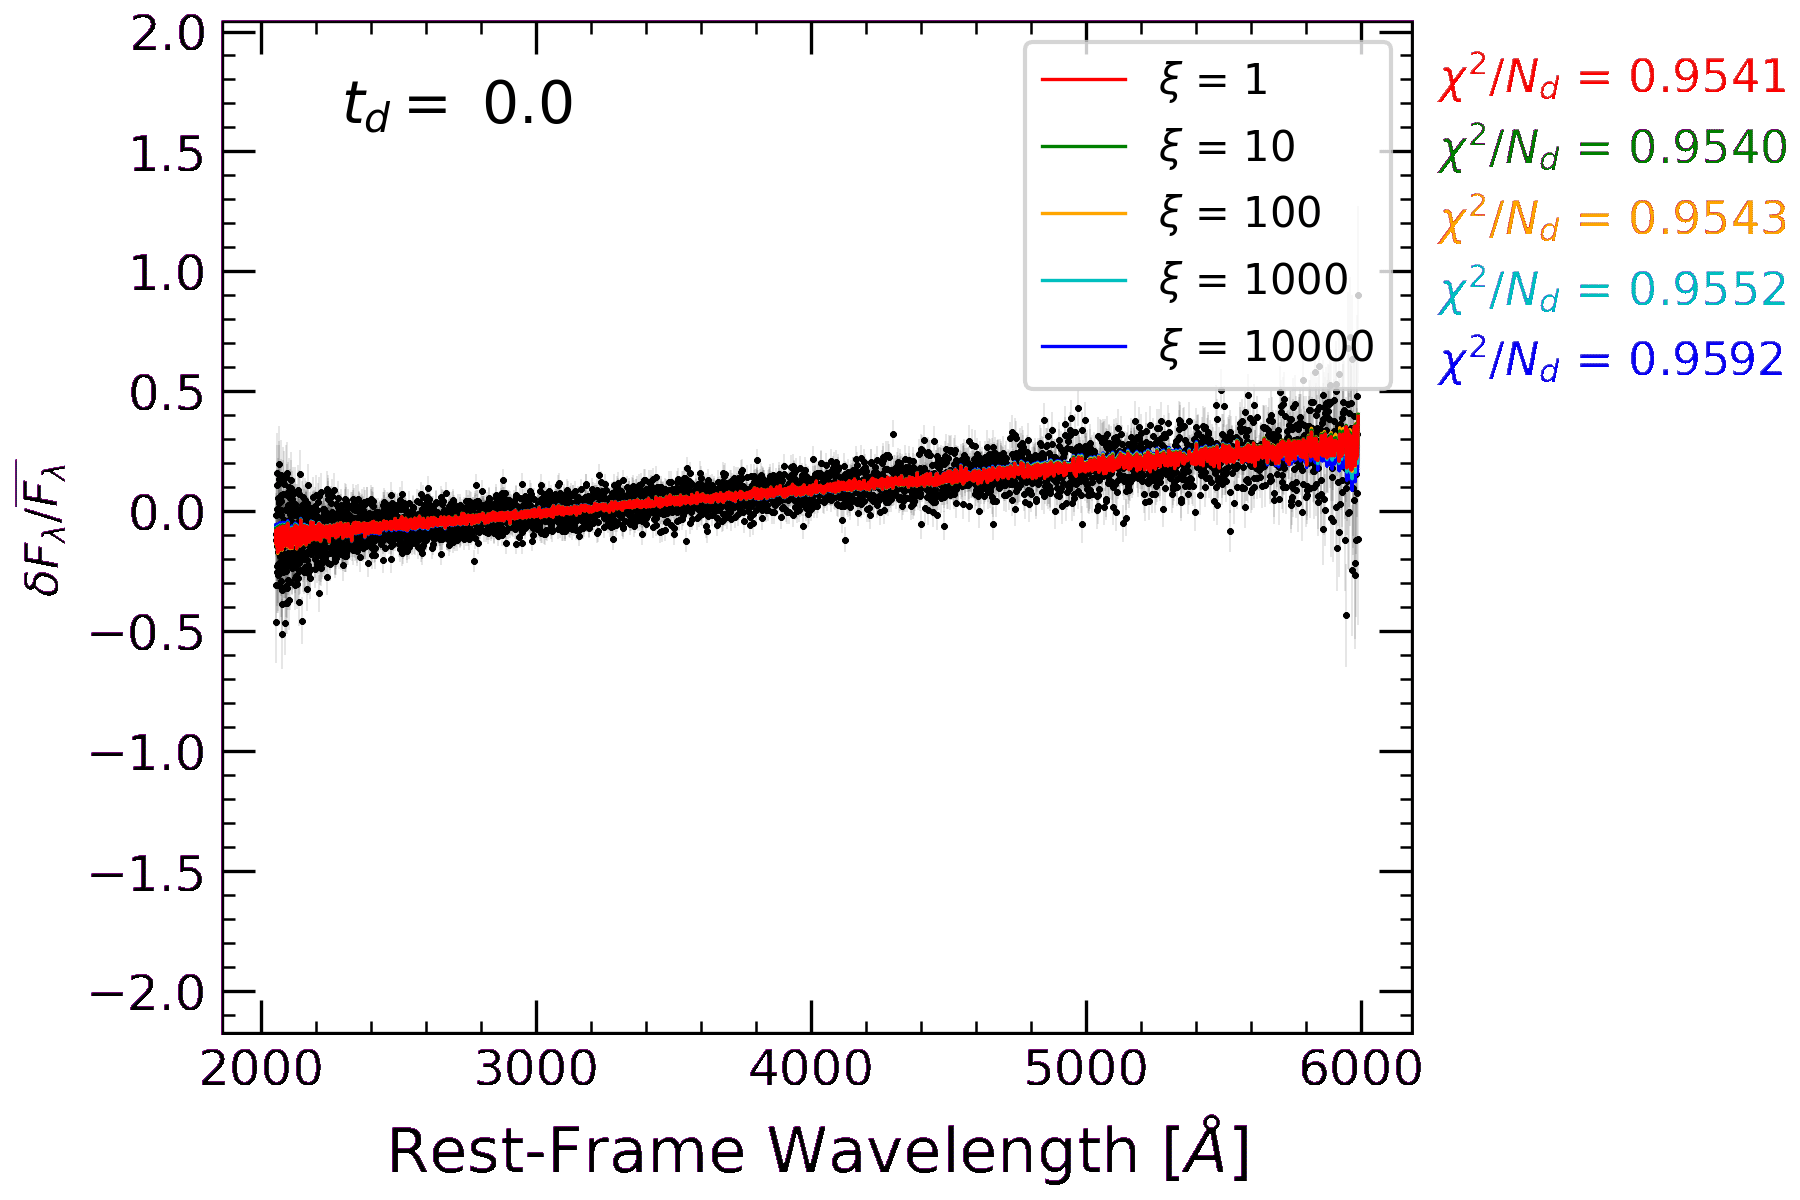 t_d = 0.0
ξ = 1
ξ = 10
ξ = 100
ξ = 1000
ξ = 10000
χ²/N_d = 0.9541
χ²/N_d = 0.9540
χ²/N_d = 0.9543
χ²/N_d = 0.9552
χ²/N_d = 0.9592
2.0
1.5
1.0
0.5
0.0
−0.5
−1.0
−1.5
−2.0
δF_λ/F̅_λ
2000 3000 4000 5000 6000
Rest-Frame Wavelength [Å]